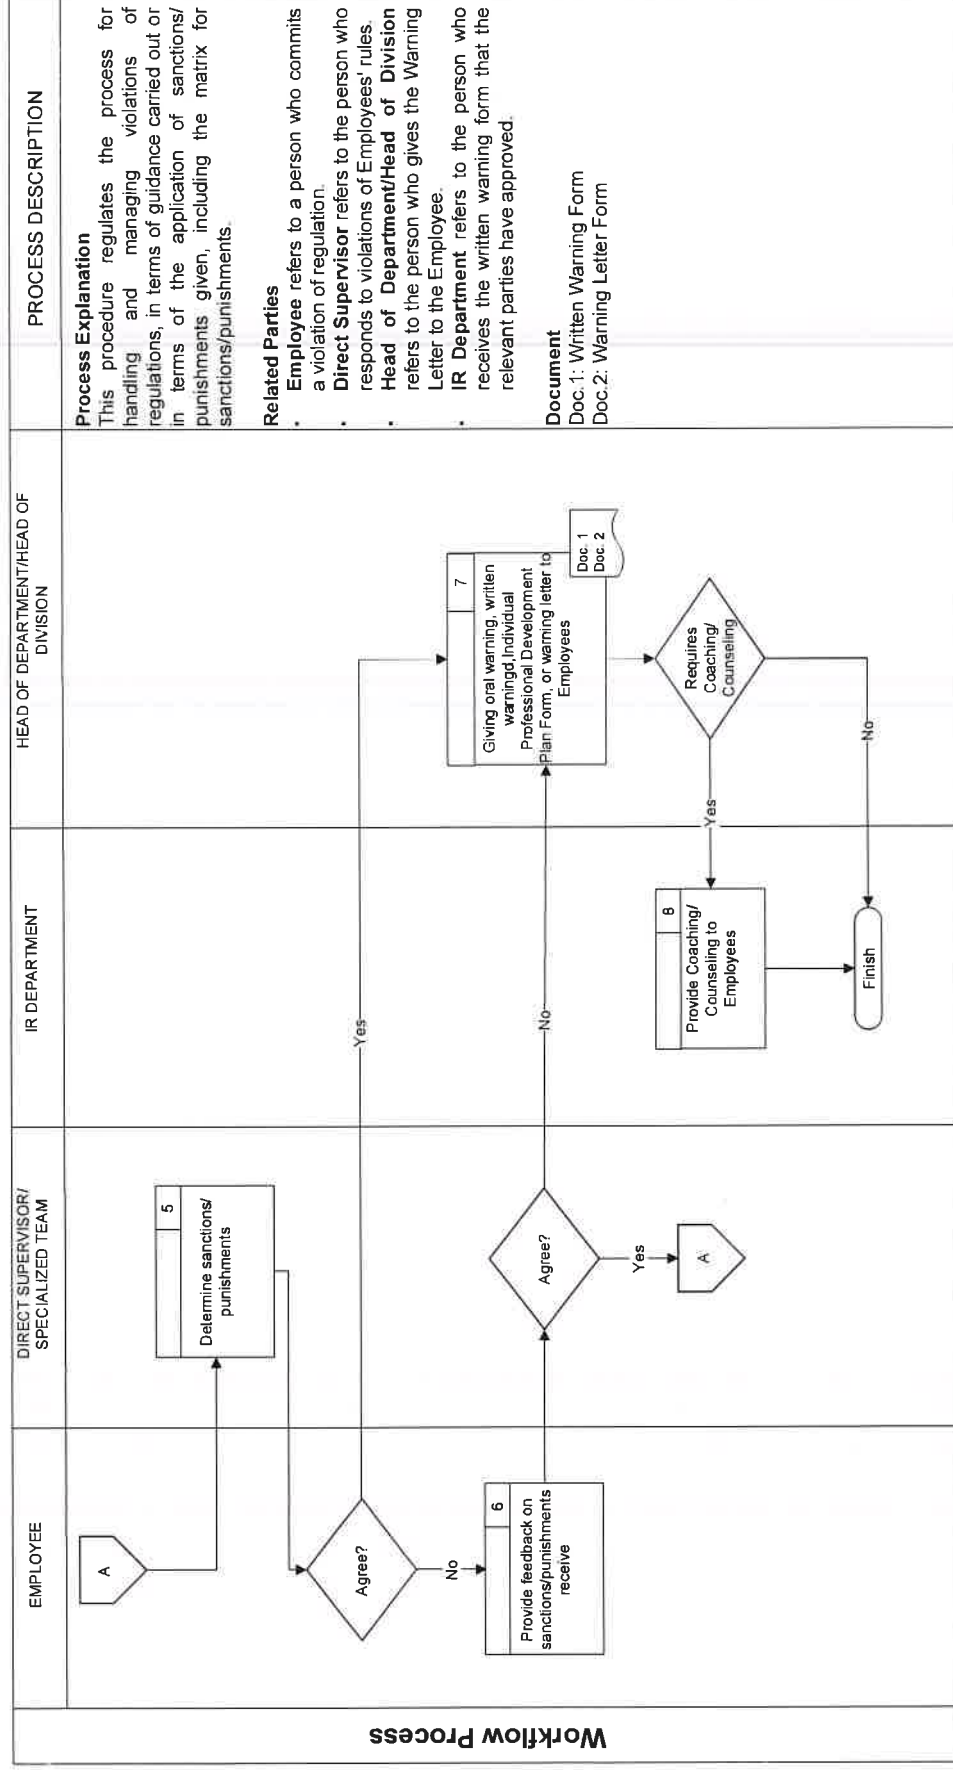 Workflow Process
EMPLOYEE
DIRECT SUPERVISOR/
SPECIALIZED TEAM
IR DEPARTMENT
HEAD OF DEPARTMENT/HEAD OF
DIVISION
PROCESS DESCRIPTION
A
5
Determine sanctions/
punishments
Agree?
Yes
No
6
Provide feedback on
sanctions/punishments
receive
Agree?
No
Yes
A
7
Giving oral warning, written
warningd,Individual
Professional Development
Plan Form, or warning letter to
Employees
Doc. 1
Doc. 2
Requires
Coaching/
Counseling
Yes
No
8
Provide Coaching/
Counseling to
Employees
Finish
Process Explanation
This procedure regulates the process for
handling and managing violations of
regulations, in terms of guidance carried out or
in terms of the application of sanctions/
punishments given, including the matrix for
sanctions/punishments.
Related Parties
• Employee refers to a person who commits
a violation of regulation.
• Direct Supervisor refers to the person who
responds to violations of Employees' rules.
• Head of Department/Head of Division
refers to the person who gives the Warning
Letter to the Employee.
• IR Department refers to the person who
receives the written warning form that the
relevant parties have approved.
Document
Doc.1: Written Warning Form
Doc.2: Warning Letter Form